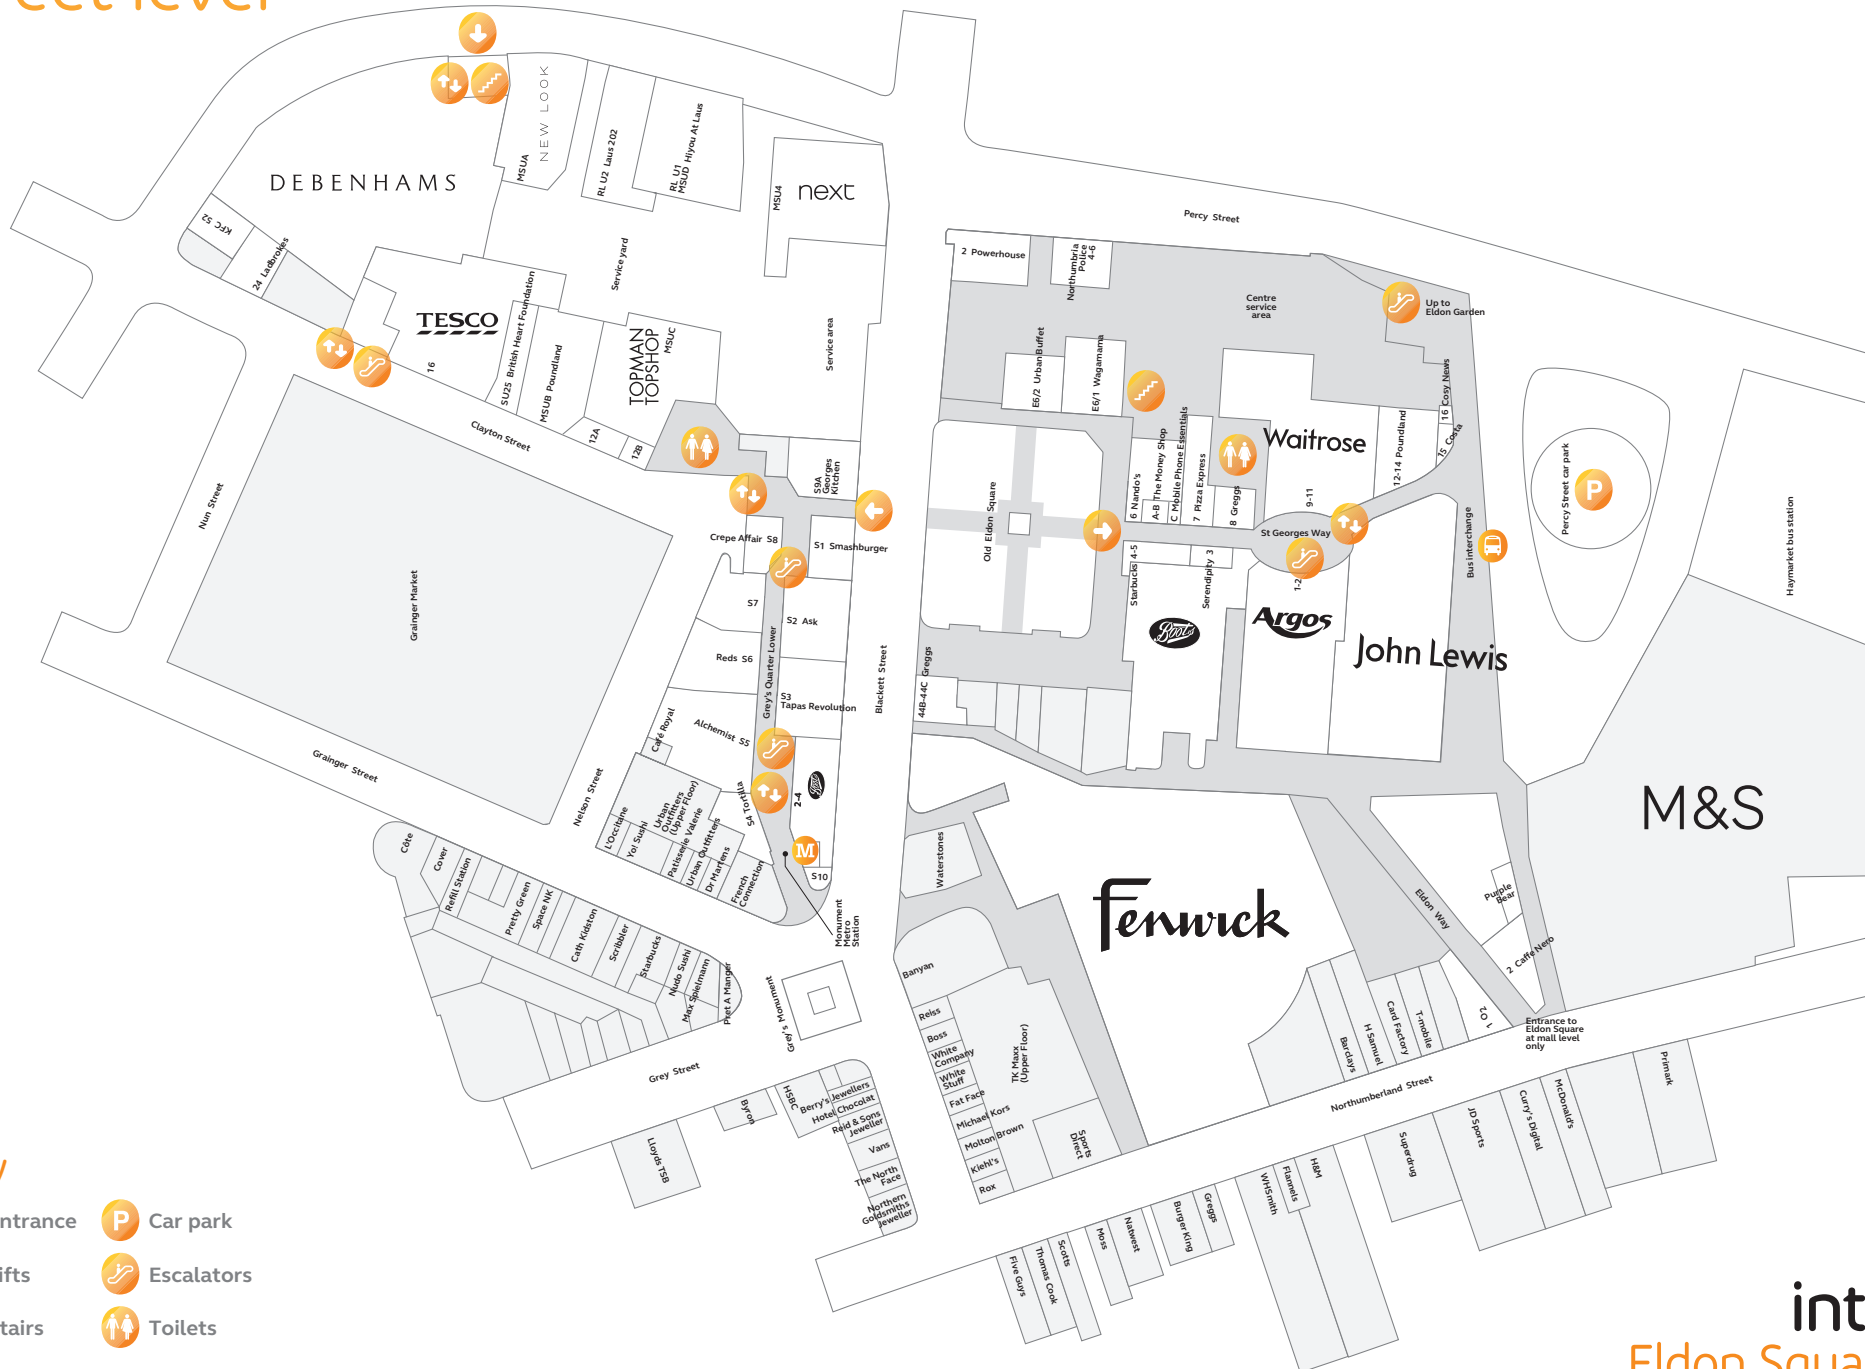 eet level
NEW LOOK
MSUA
RL U2 Laus 202
RL U1
MSUD Hiyou At Laus
MSU4
next
DEBENHAMS
KFC 52
24 Ladbrokes
Service yard
Service area
TESCO
16
SU25 British Heart Foundation
MSUB Poundland
TOPMAN
TOPSHOP
MSUC
12A
12B
Clayton Street
Nun Street
Grainger Market
Grainger Street
Nelson Street
S9A
Georges
Kitchen
Crepe Affair S8
S1 Smashburger
S7
S2 Ask
Reds S6
Grey's Quarter Lower
S3
Tapas Revolution
Café Royal
Alchemist S5
S4 Tortilla
2-4
Boots
M
S10
Monument
Metro
Station
L'Occitane
Yo! Sushi
Urban
Outfitters
(Upper Floor)
Patisserie Valerie
Urban Outfitters
Dr Martens
French
Connection
Blackett Street
Percy Street
2 Powerhouse
Northumbria
Police
4-6
Centre
service
area
Up to
Eldon Garden
E6/2 Urban Buffet
E6/1 Wagamama
Old Eldon Square
6 Nando's
A-B The Money Shop
C Mobile Phone Essentials
7 Pizza Express
8 Greggs
Waitrose
9-11
12-14 Poundland
16 Cosy News
15 Costa
St Georges Way
Starbucks 4-5
Serendipity 3
1-2
Boots
Argos
John Lewis
Bus interchange
Percy Street car park
P
Haymarket bus station
44B-44C Greggs
M&S
Waterstones
Fenwick
Eldon Way
Purple
Bear
2 Caffe Nero
1 O2
Entrance to
Eldon Square
at mall level
only
Côte
Cover
Refill Station
Pretty Green
Space NK
Cath Kidston
Scribbler
Starbucks
Nudo Sushi
Max Spielmann
Pret A Manger
Grey's Monument
Grey Street
Banyan
Reiss
Boss
White
Company
White
Stuff
Fat Face
Michael Kors
Molton Brown
Kiehl's
Rox
TK Maxx
(Upper Floor)
Sports
Direct
Barclays
H Samuel
Card Factory
T-mobile
Northumberland Street
Lloyds TSB
Byron
HSBC
Berry's Jewellers
Hotel Chocolat
Reid & Sons
Jeweller
Vans
The North
Face
Northern
Goldsmiths
Jeweller
Five Guys
Thomas Cook
Scotts
Moss
Natwest
Burger King
Greggs
WHSmith
Flannels
H&M
Superdrug
JD Sports
Curry's Digital
McDonald's
Primark
y
ntrance
P Car park
ifts
Escalators
tairs
Toilets
int
Eldon Squa